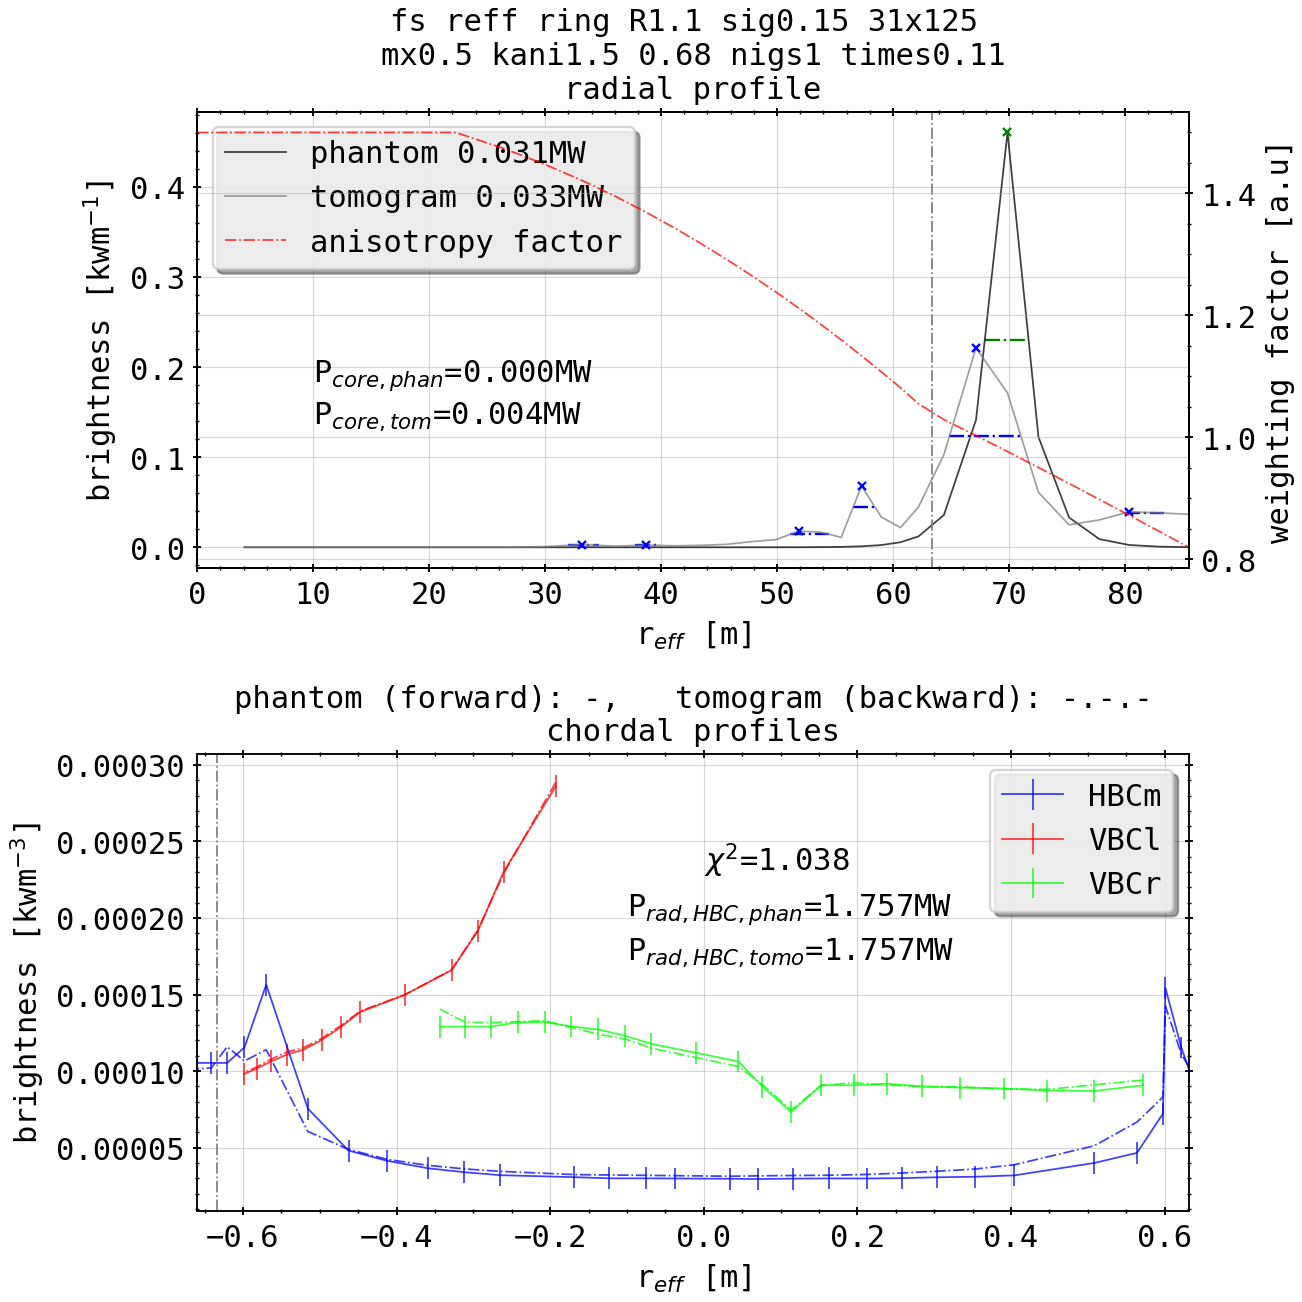 fs reff ring R1.1 sig0.15 31x125
mx0.5 kani1.5 0.68 nigs1 times0.11
radial profile
phantom 0.031MW
tomogram 0.033MW
anisotropy factor
P_core,phan=0.000MW
P_core,tom=0.004MW
brightness [kwm⁻¹]
0.4
0.3
0.2
0.1
0.0
weighting factor [a.u]
1.4
1.2
1.0
0.8
0 10 20 30 40 50 60 70 80
r_eff [m]
phantom (forward): -, tomogram (backward): -.-.-
chordal profiles
brightness [kwm⁻³]
0.00030
0.00025
0.00020
0.00015
0.00010
0.00005
HBCm
VBCl
VBCr
χ²=1.038
P_rad,HBC,phan=1.757MW
P_rad,HBC,tomo=1.757MW
−0.6 −0.4 −0.2 0.0 0.2 0.4 0.6
r_eff [m]